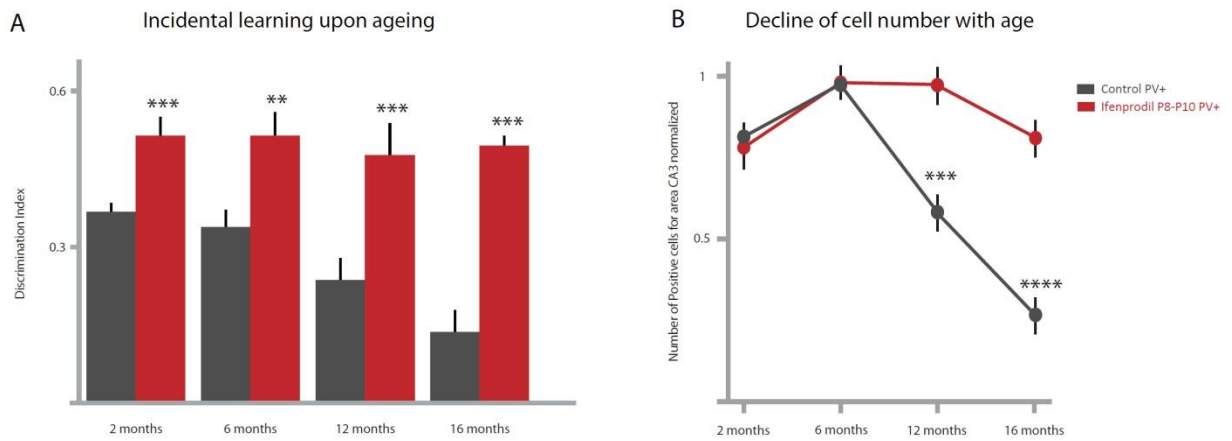 A
Incidental learning upon ageing
0.6
0.3
Discrimination Index
***
**
***
***
2 months
6 months
12 months
16 months
B
Decline of cell number with age
1
0.5
Number of Positive cells for area CA3 normalized
***
****
2 months
6 months
12 months
16 months
Control PV+
Ifenprodil P8-P10 PV+